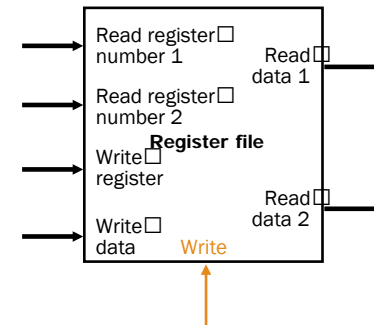 Read register□
number 1
Read□
data 1
Read register□
number 2
Register file
Write□
register
Read□
data 2
Write□
data
Write